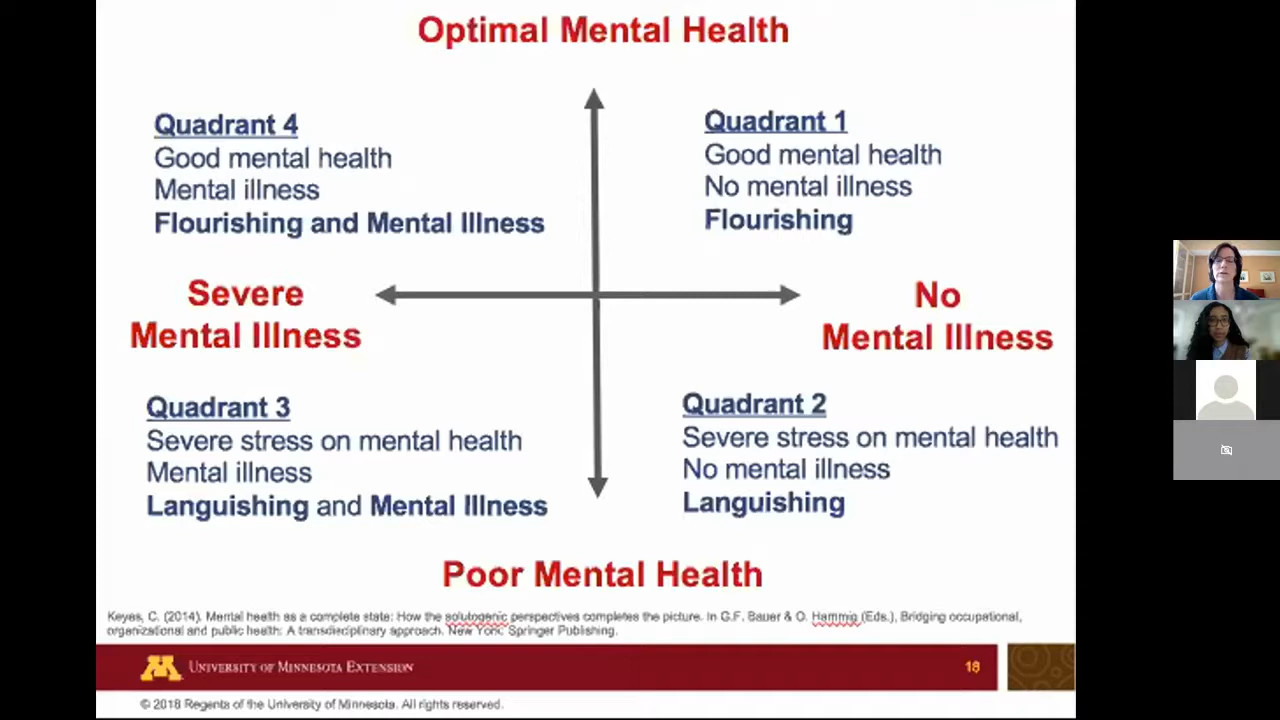 Optimal Mental Health
Quadrant 4
Good mental health
Mental illness
Flourishing and Mental Illness
Quadrant 1
Good mental health
No mental illness
Flourishing
Severe
Mental Illness
No
Mental Illness
Quadrant 3
Severe stress on mental health
Mental illness
Languishing and Mental Illness
Quadrant 2
Severe stress on mental health
No mental illness
Languishing
Poor Mental Health
Keyes, C. (2014). Mental health as a complete state: How the solutogenic perspectives completes the picture. In G.F. Bauer & O. Hammig (Eds.), Bridging occupational,
organizational and public health: A transdisciplinary approach. New York: Springer Publishing.
UNIVERSITY OF MINNESOTA EXTENSION
18
© 2018 Regents of the University of Minnesota. All rights reserved.